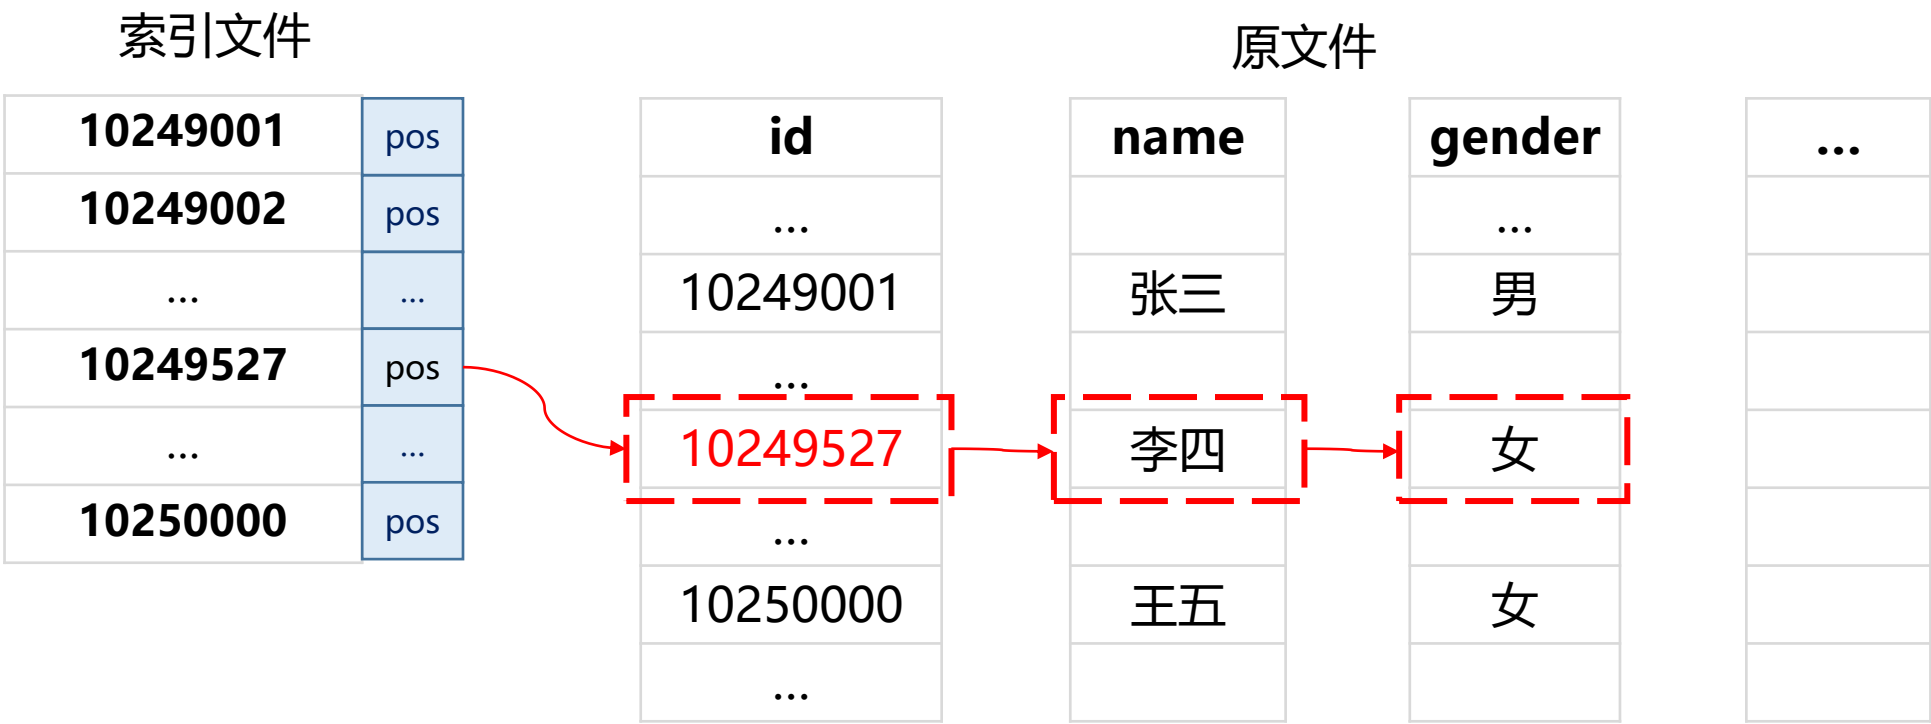 索引文件
10249001 pos
10249002 pos
... ...
10249527 pos
... ...
10250000 pos
原文件
id name gender ...
... ...
10249001 张三 男
...
10249527 李四 女
...
10250000 王五 女
...